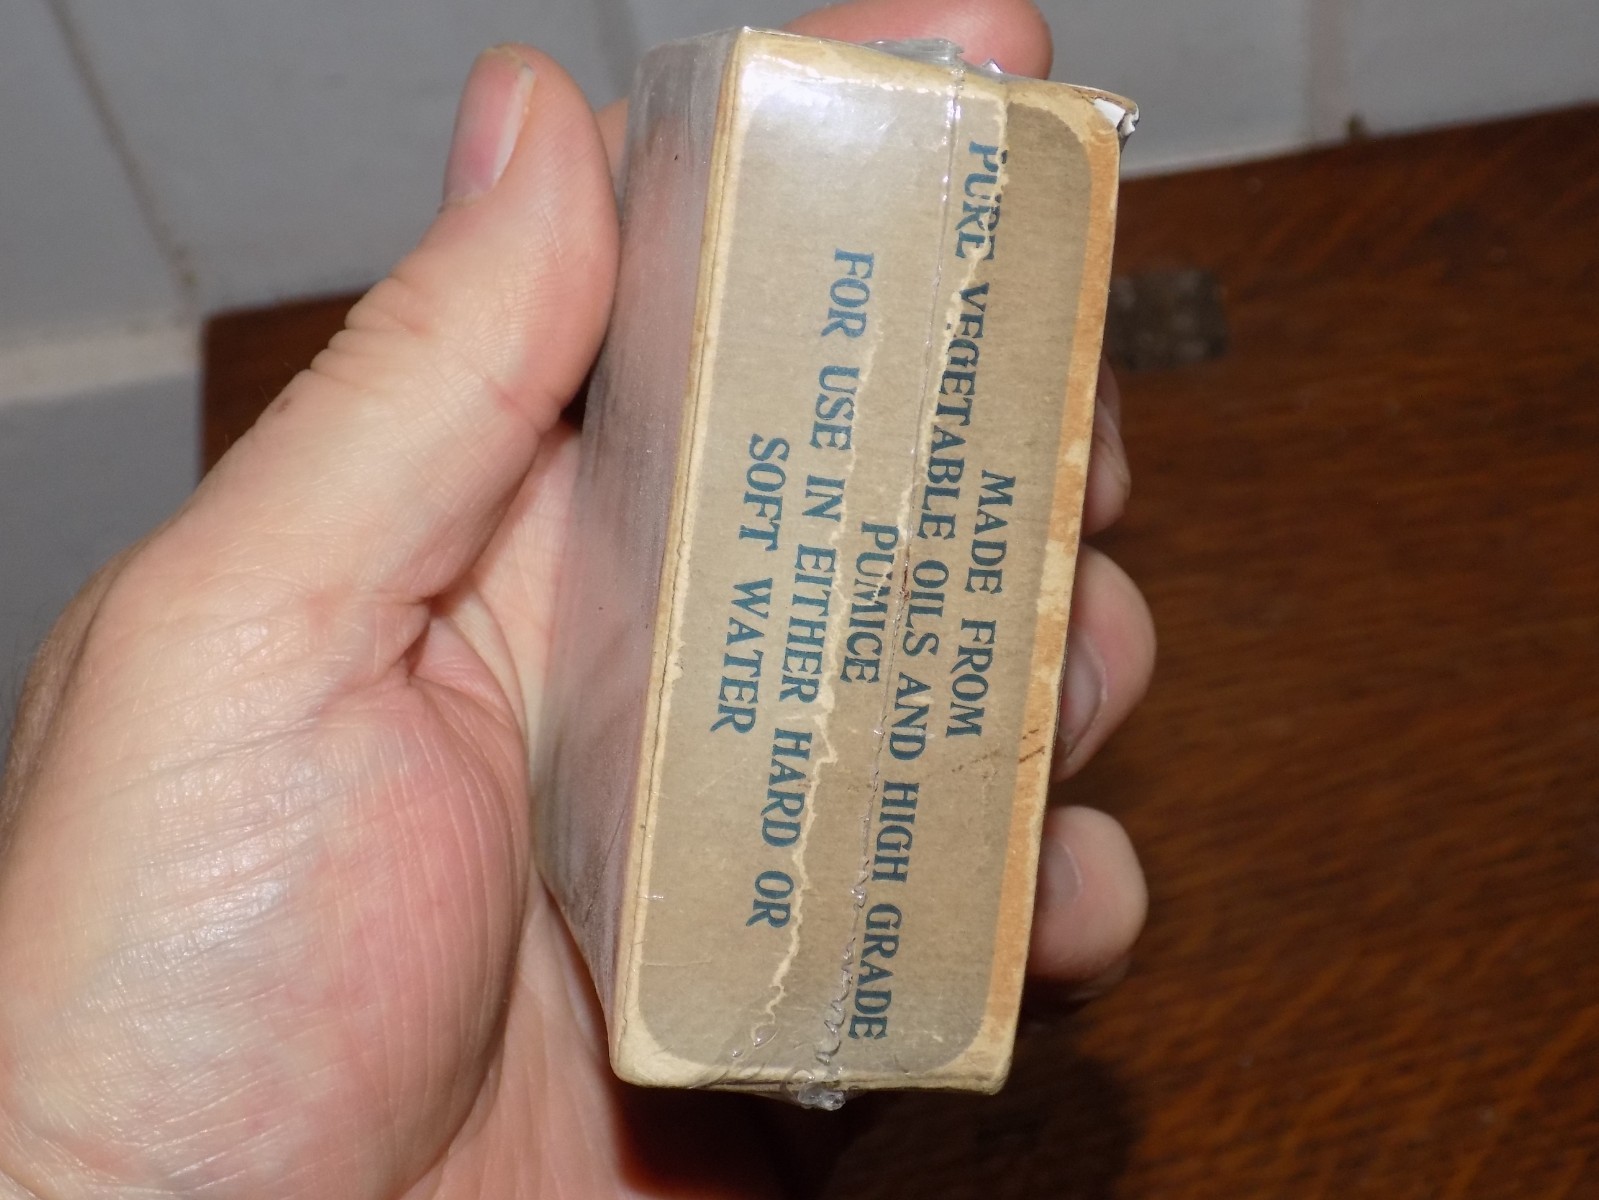 MADE FROM
PURE VEGETABLE OILS AND HIGH GRADE
PUMICE
FOR USE IN EITHER HARD OR
SOFT WATER